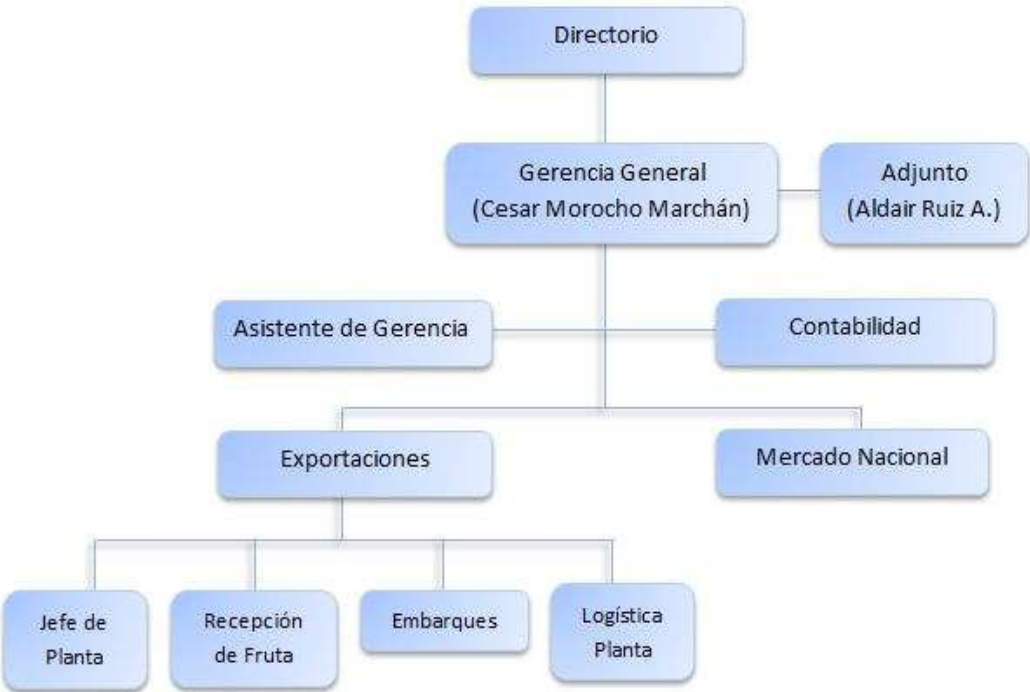 Directorio
Gerencia General
(Cesar Morocho Marchán)
Adjunto
(Aldair Ruiz A.)
Asistente de Gerencia
Contabilidad
Exportaciones
Mercado Nacional
Jefe de
Planta
Recepción
de Fruta
Embarques
Logística
Planta